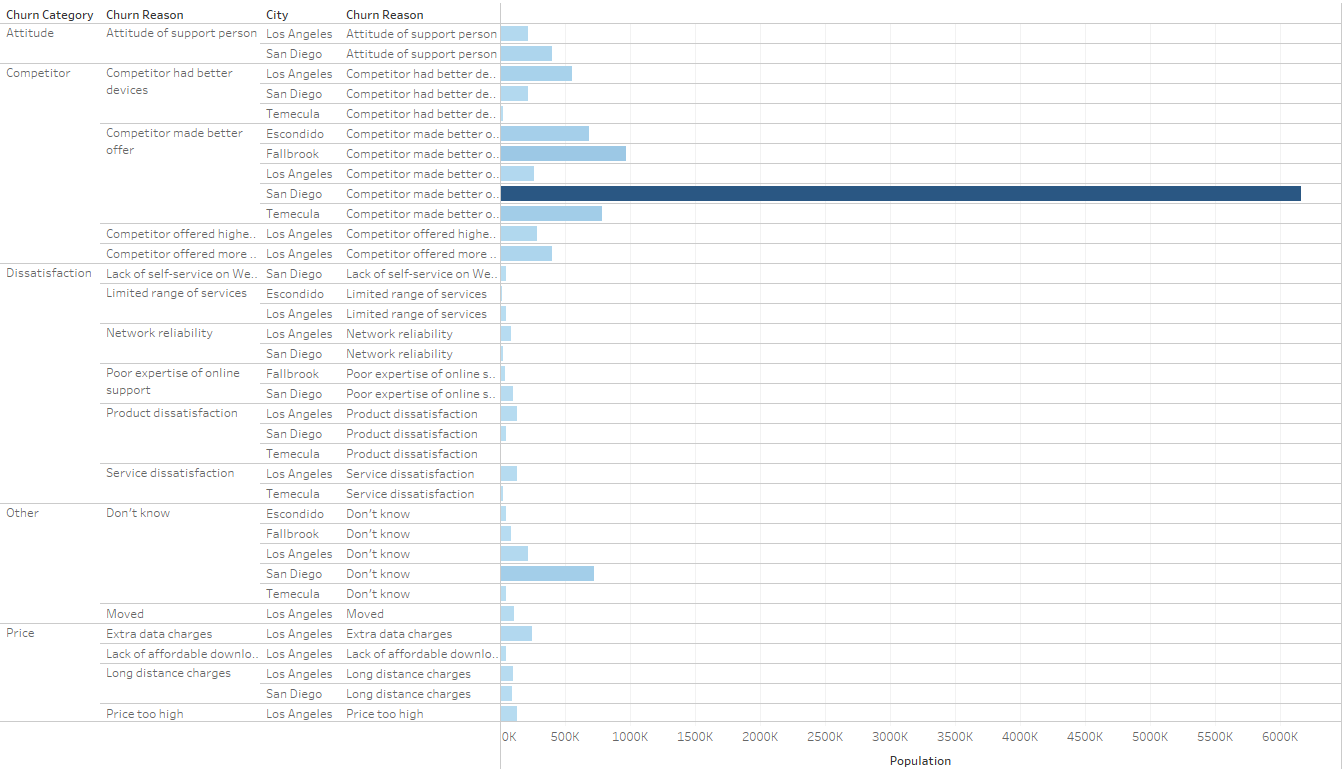 Churn Category Churn Reason City Churn Reason
Attitude Attitude of support person Los Angeles Attitude of support person
San Diego Attitude of support person
Competitor Competitor had better devices Los Angeles Competitor had better de..
San Diego Competitor had better de..
Temecula Competitor had better de..
Competitor made better offer Escondido Competitor made better o..
Fallbrook Competitor made better o..
Los Angeles Competitor made better o..
San Diego Competitor made better o..
Temecula Competitor made better o..
Competitor offered highe.. Los Angeles Competitor offered highe..
Competitor offered more .. Los Angeles Competitor offered more ..
Dissatisfaction Lack of self-service on We.. San Diego Lack of self-service on We..
Limited range of services Escondido Limited range of services
Los Angeles Limited range of services
Network reliability Los Angeles Network reliability
San Diego Network reliability
Poor expertise of online support Fallbrook Poor expertise of online s..
San Diego Poor expertise of online s..
Product dissatisfaction Los Angeles Product dissatisfaction
San Diego Product dissatisfaction
Temecula Product dissatisfaction
Service dissatisfaction Los Angeles Service dissatisfaction
Temecula Service dissatisfaction
Other Don't know Escondido Don't know
Fallbrook Don't know
Los Angeles Don't know
San Diego Don't know
Temecula Don't know
Moved Los Angeles Moved
Price Extra data charges Los Angeles Extra data charges
Lack of affordable downlo.. Los Angeles Lack of affordable downlo..
Long distance charges Los Angeles Long distance charges
San Diego Long distance charges
Price too high Los Angeles Price too high
0K 500K 1000K 1500K 2000K 2500K 3000K 3500K 4000K 4500K 5000K 5500K 6000K
Population